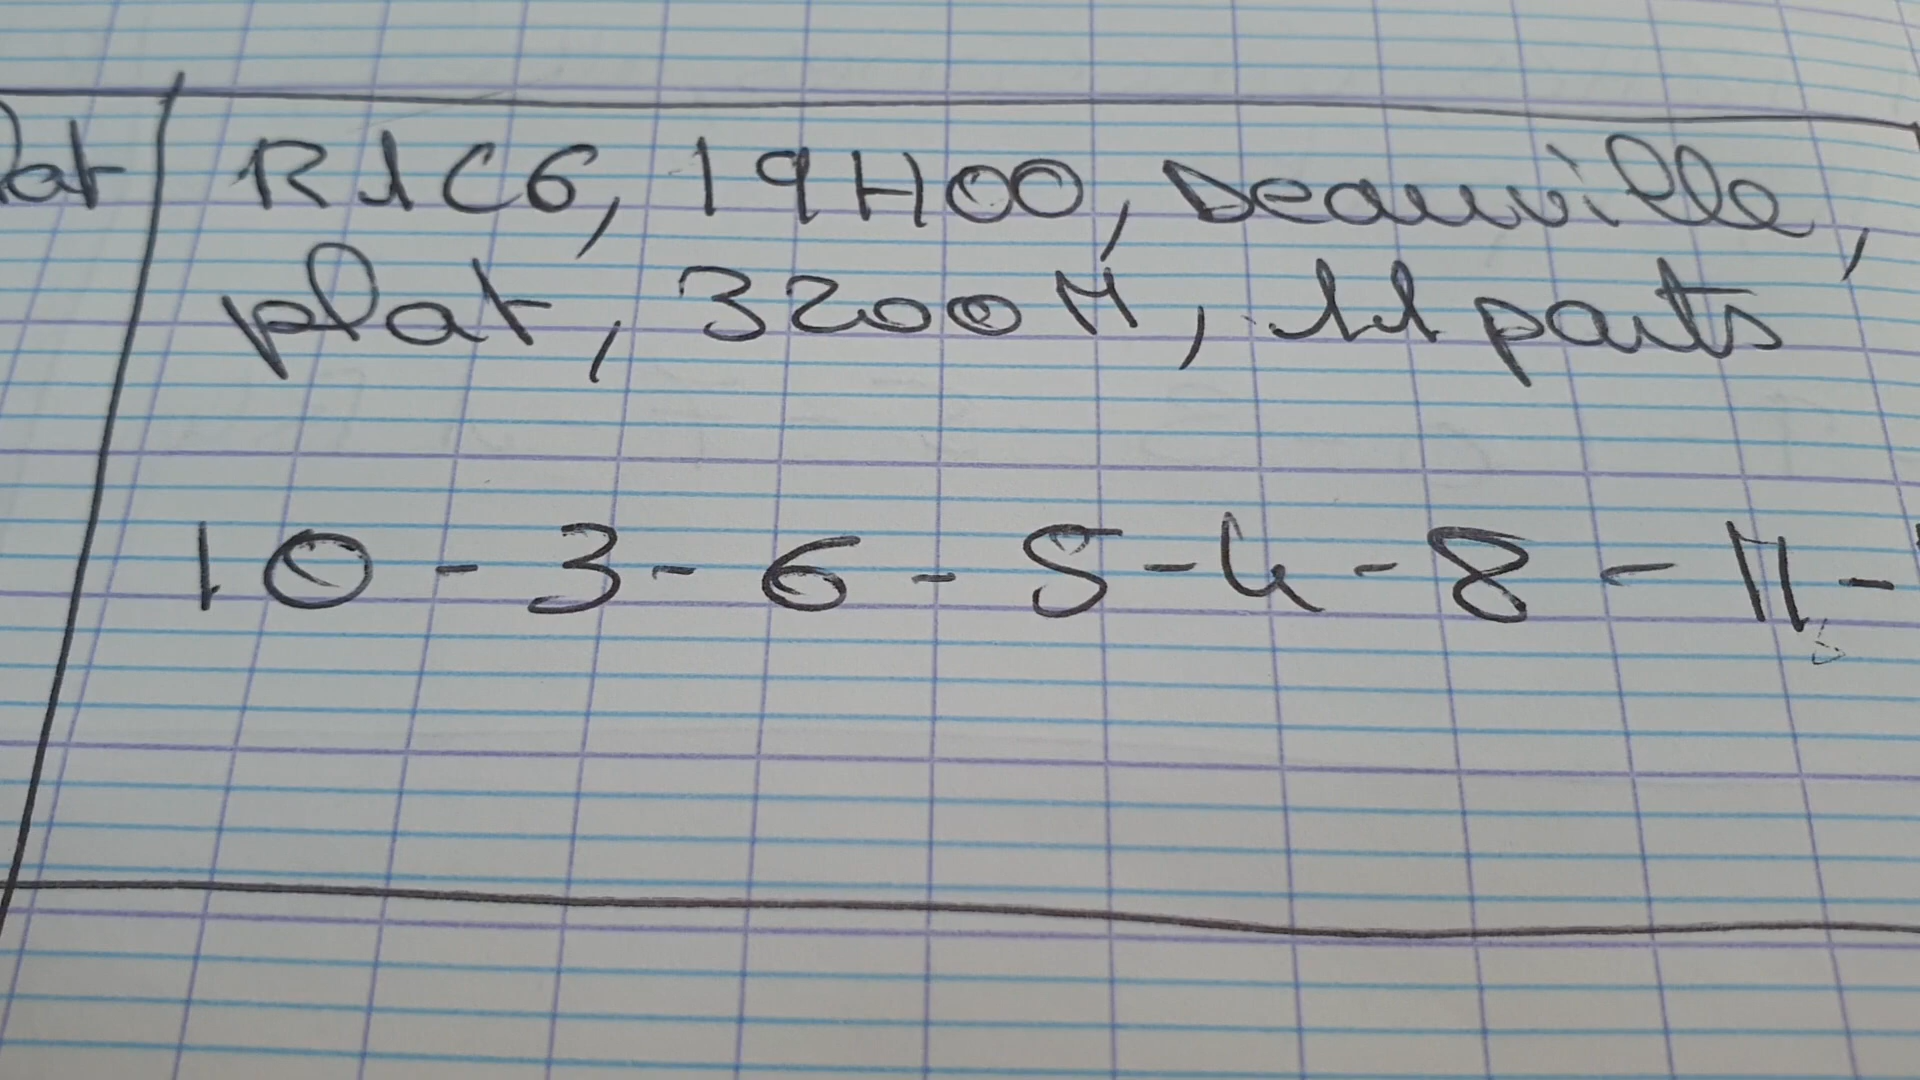 R1C6, 19H00, Deauville,
plat, 3200M, 11 parts
10 - 3 - 6 - 5 - 4 - 8 - 11 -